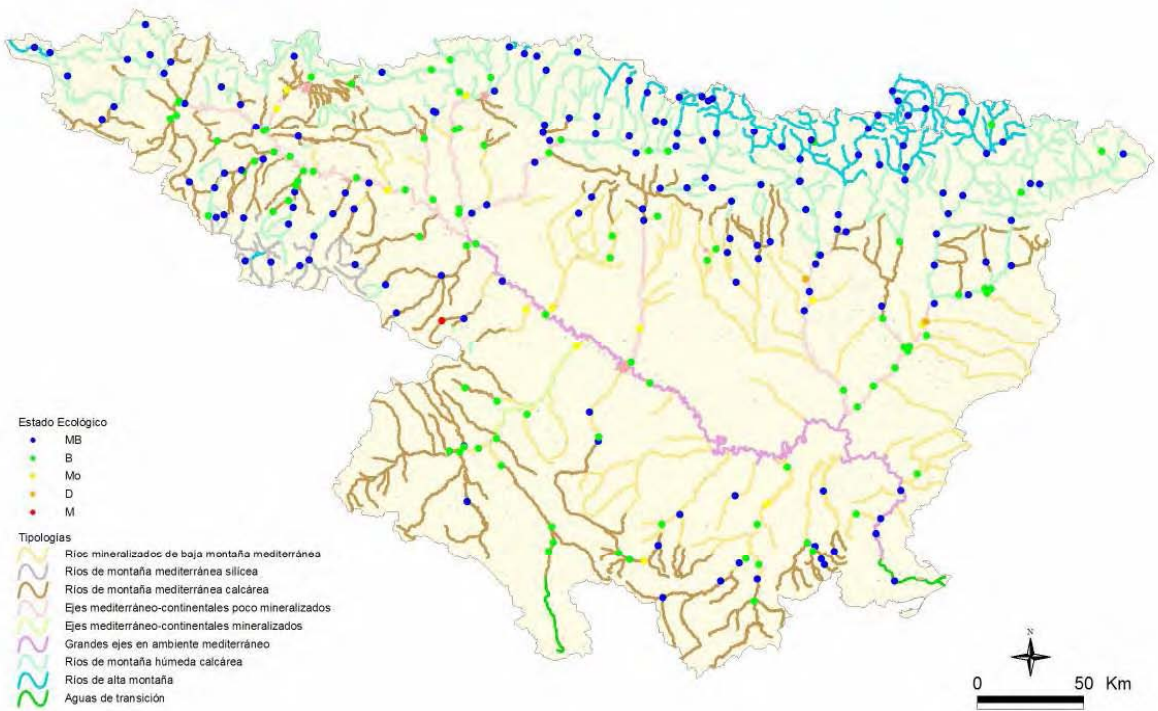 Estado Ecológico
MB
B
Mo
D
M
Tipologías
Ríos mineralizados de baja montaña mediterránea
Ríos de montaña mediterránea silícea
Ríos de montaña mediterránea calcárea
Ejes mediterráneo-continentales poco mineralizados
Ejes mediterráneo-continentales mineralizados
Grandes ejes en ambiente mediterráneo
Ríos de montaña húmeda calcárea
Ríos de alta montaña
Aguas de transición
N
0 50 Km